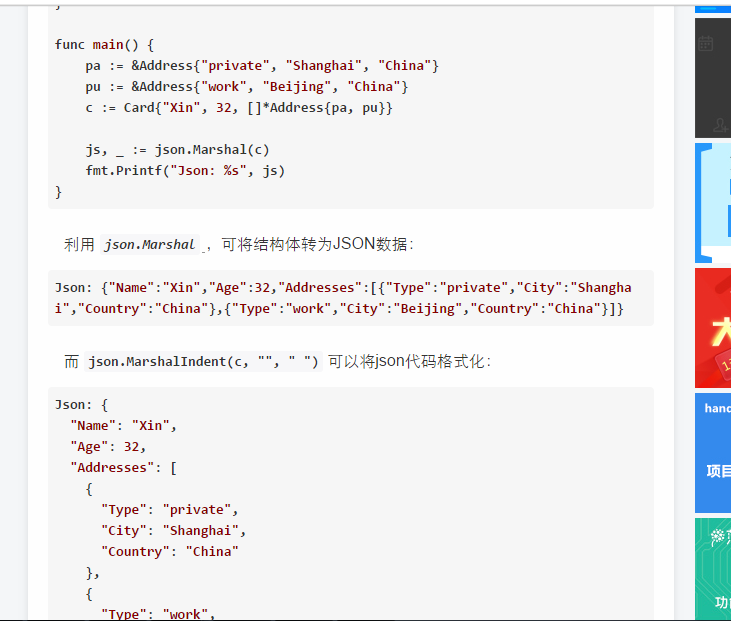 }
func main() {
pa := &Address{"private", "Shanghai", "China"}
pu := &Address{"work", "Beijing", "China"}
c := Card{"Xin", 32, []*Address{pa, pu}}
js, _ := json.Marshal(c)
fmt.Printf("Json: %s", js)
}
利用 json.Marshal ，可将结构体转为JSON数据：
Json: {"Name":"Xin","Age":32,"Addresses":[{"Type":"private","City":"Shangha
i","Country":"China"},{"Type":"work","City":"Beijing","Country":"China"}]}
而 json.MarshalIndent(c, "", " ") 可以将json代码格式化：
Json: {
"Name": "Xin",
"Age": 32,
"Addresses": [
{
"Type": "private",
"City": "Shanghai",
"Country": "China"
},
{
"Type": "work",
大
hand
项目
功